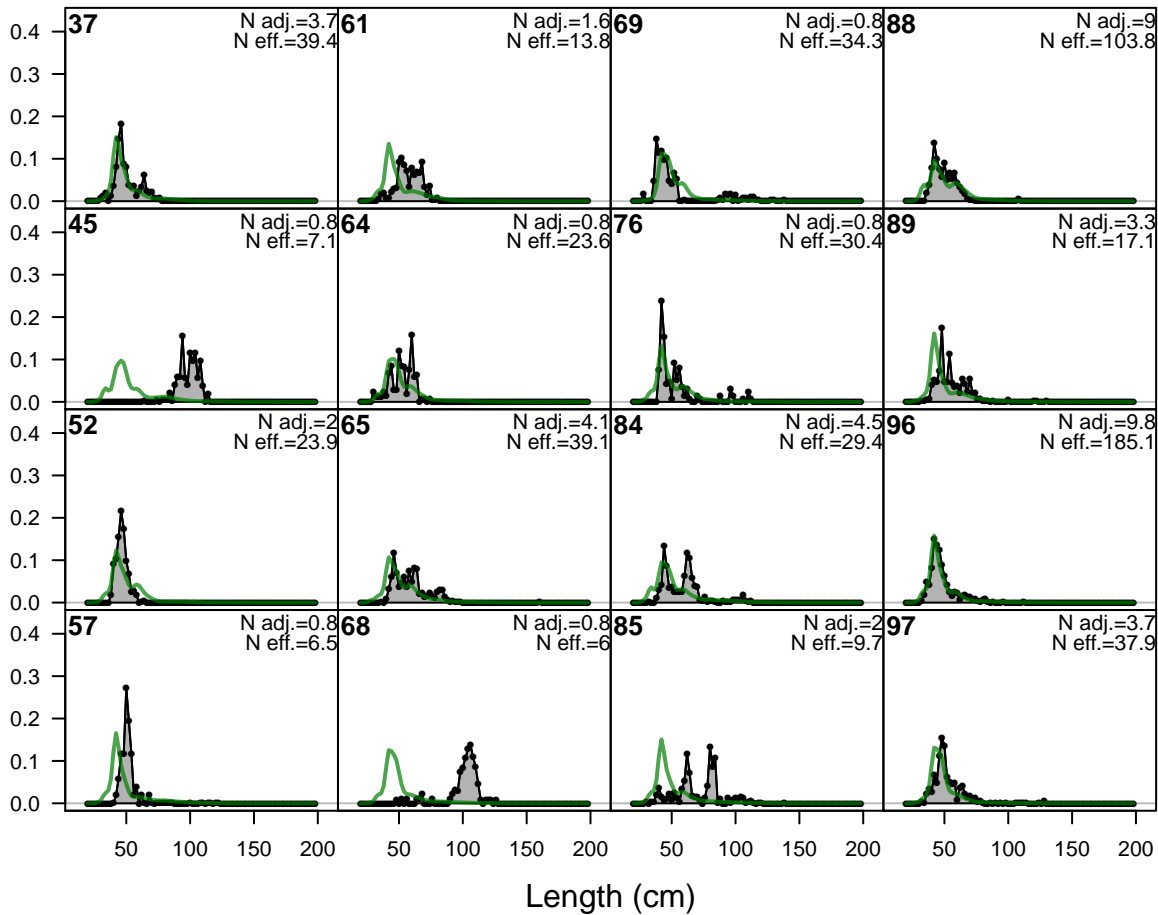 37 N adj.=3.7
N eff.=39.4
61 N adj.=1.6
N eff.=13.8
69 N adj.=0.8
N eff.=34.3
88 N adj.=9
N eff.=103.8
45 N adj.=0.8
N eff.=7.1
64 N adj.=0.8
N eff.=23.6
76 N adj.=0.8
N eff.=30.4
89 N adj.=3.3
N eff.=17.1
52 N adj.=2
N eff.=23.9
65 N adj.=4.1
N eff.=39.1
84 N adj.=4.5
N eff.=29.4
96 N adj.=9.8
N eff.=185.1
57 N adj.=0.8
N eff.=6.5
68 N adj.=0.8
N eff.=6
85 N adj.=2
N eff.=9.7
97 N adj.=3.7
N eff.=37.9
0.4
0.3
0.2
0.1
0.0
0.4
0.3
0.2
0.1
0.0
0.4
0.3
0.2
0.1
0.0
0.4
0.3
0.2
0.1
0.0
50 100 150 200 50 100 150 200 50 100 150 200 50 100 150 200
Length (cm)